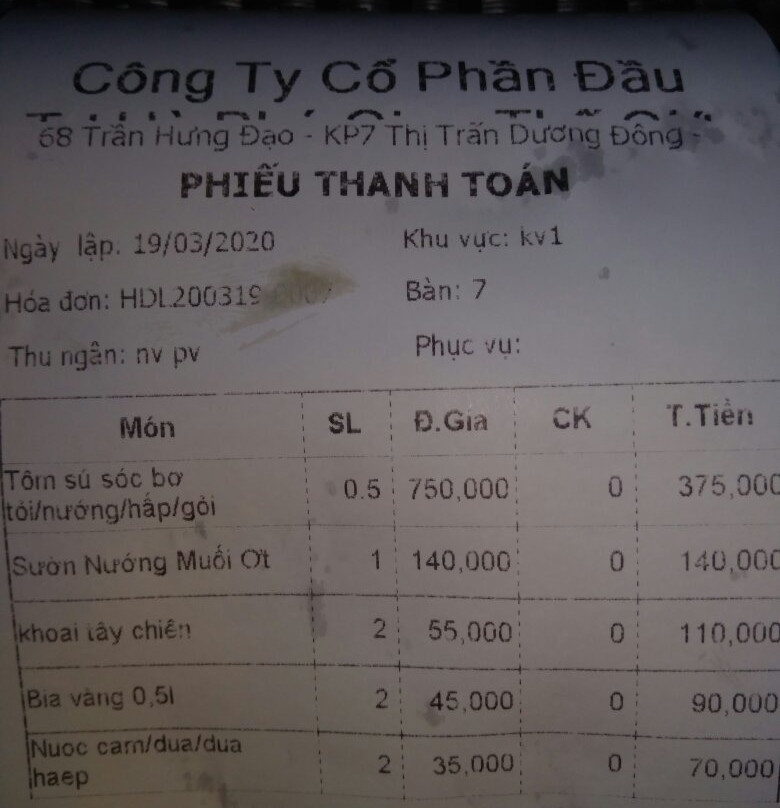 Công Ty Cổ Phần Đầu
68 Trần Hưng Đạo - KP7 Thị Trấn Dương Đông -
PHIẾU THANH TOÁN
Ngày lập: 19/03/2020 Khu vực: kv1
Hóa đơn: HDL200319 Bàn: 7
Thu ngân: nv pv Phục vụ:
Món SL Đ.Gia CK T.Tiền
Tôm sú sóc bơ
tỏi/nướng/hấp/gỏi 0.5 750,000 0 375,000
Sườn Nướng Muối Ớt 1 140,000 0 140,000
khoai tây chiên 2 55,000 0 110,000
Bia vàng 0,5l 2 45,000 0 90,000
Nuoc cam/dua/dua
haep 2 35,000 0 70,000